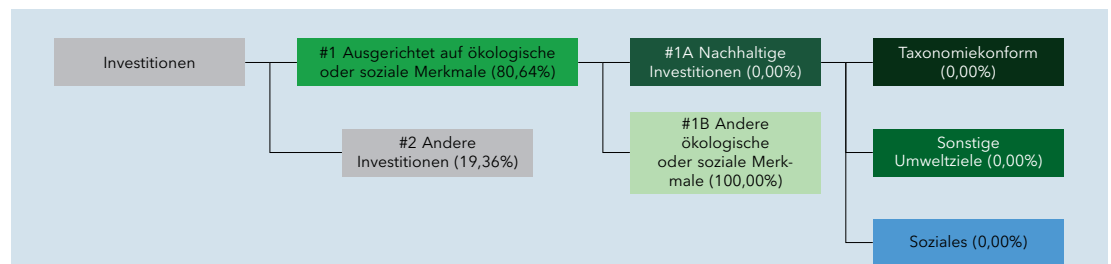 Investitionen
#1 Ausgerichtet auf ökologische
oder soziale Merkmale (80,64%)
#1A Nachhaltige
Investitionen (0,00%)
Taxonomiekonform
(0,00%)
#2 Andere
Investitionen (19,36%)
#1B Andere
ökologische
oder soziale Merk-
male (100,00%)
Sonstige
Umweltziele (0,00%)
Soziales (0,00%)